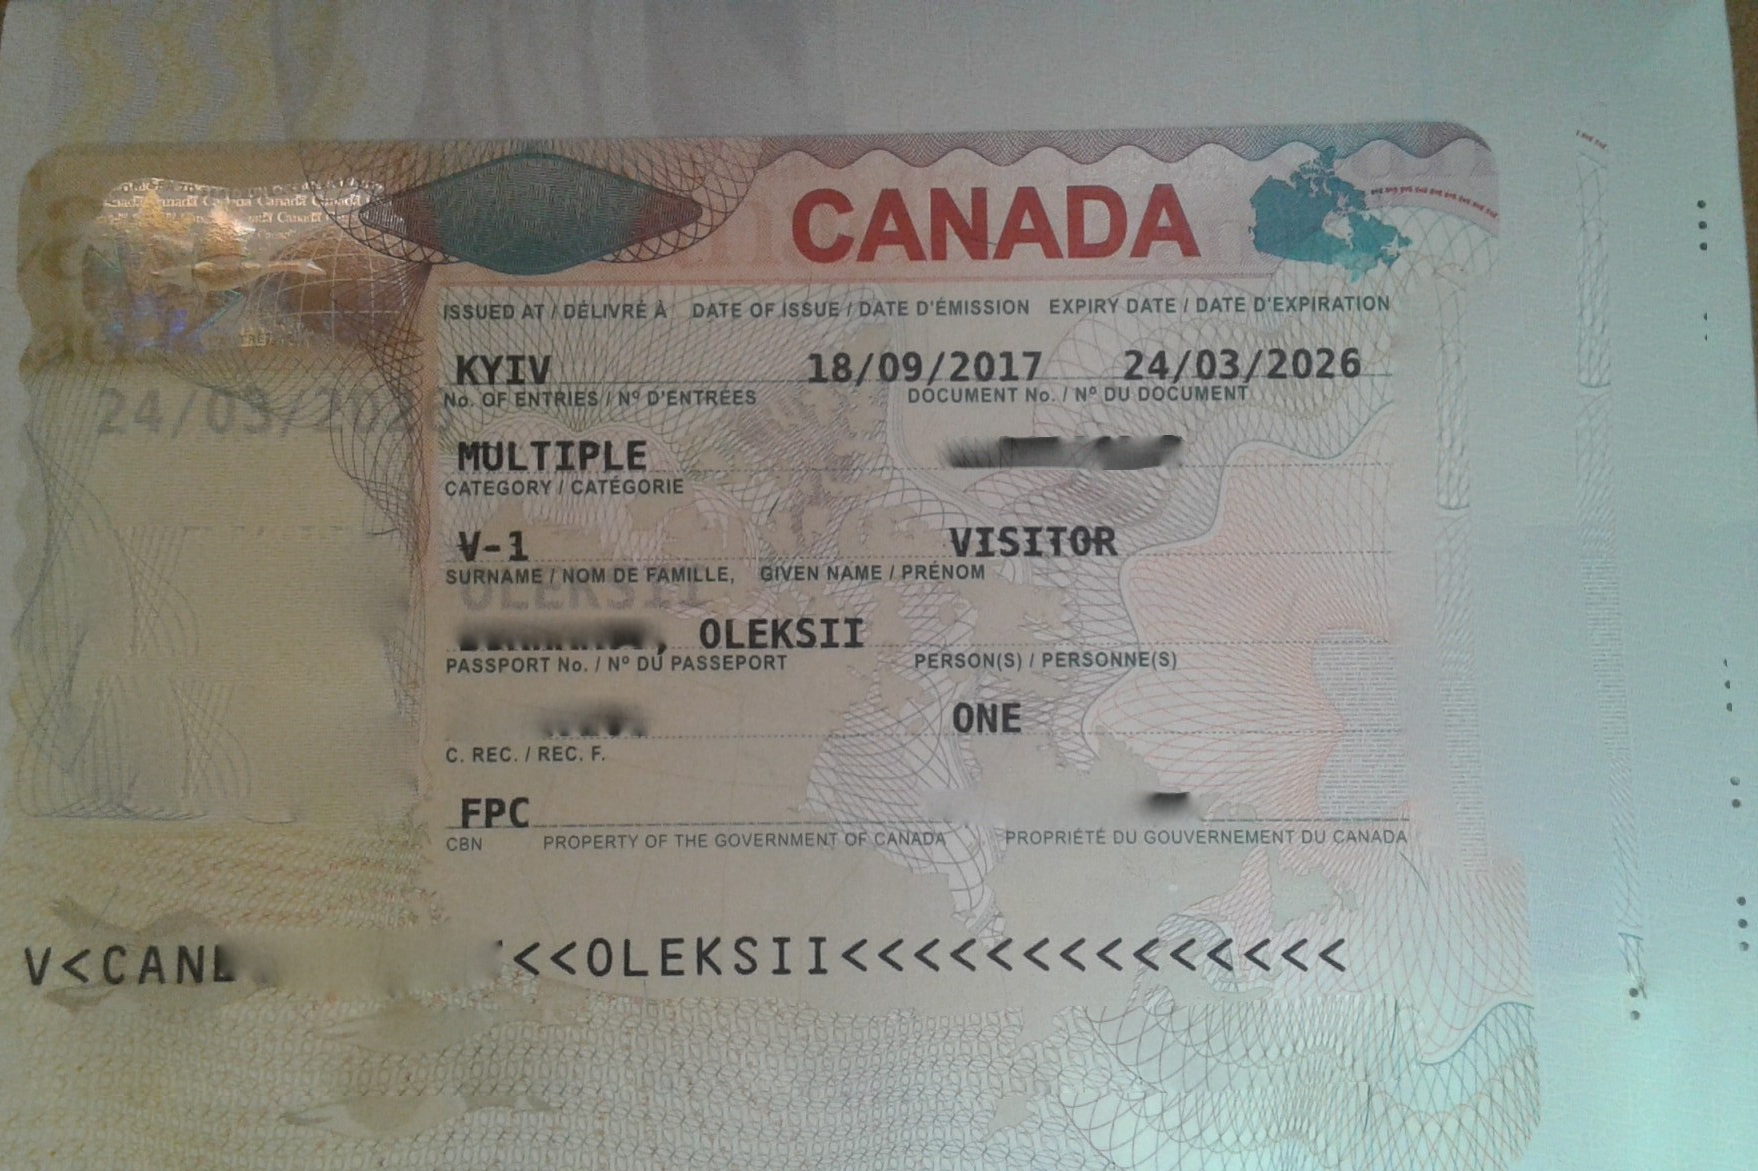 CANADA
ISSUED AT / DÉLIVRÉ À DATE OF ISSUE / DATE D'ÉMISSION EXPIRY DATE / DATE D'EXPIRATION
KYIV 18/09/2017 24/03/2026
No. OF ENTRIES / Nº D'ENTRÉES DOCUMENT No. / Nº DU DOCUMENT
MULTIPLE
CATEGORY / CATÉGORIE
V-1 VISITOR
SURNAME / NOM DE FAMILLE, GIVEN NAME / PRÉNOM
OLEKSII
, OLEKSII
PASSPORT No. / Nº DU PASSEPORT PERSON(S) / PERSONNE(S)
ONE
C. REC. / REC. F.
FPC
CBN PROPERTY OF THE GOVERNMENT OF CANADA PROPRIÉTÉ DU GOUVERNEMENT DU CANADA
V<CAN <<OLEKSII<<<<<<<<<<<<<<<